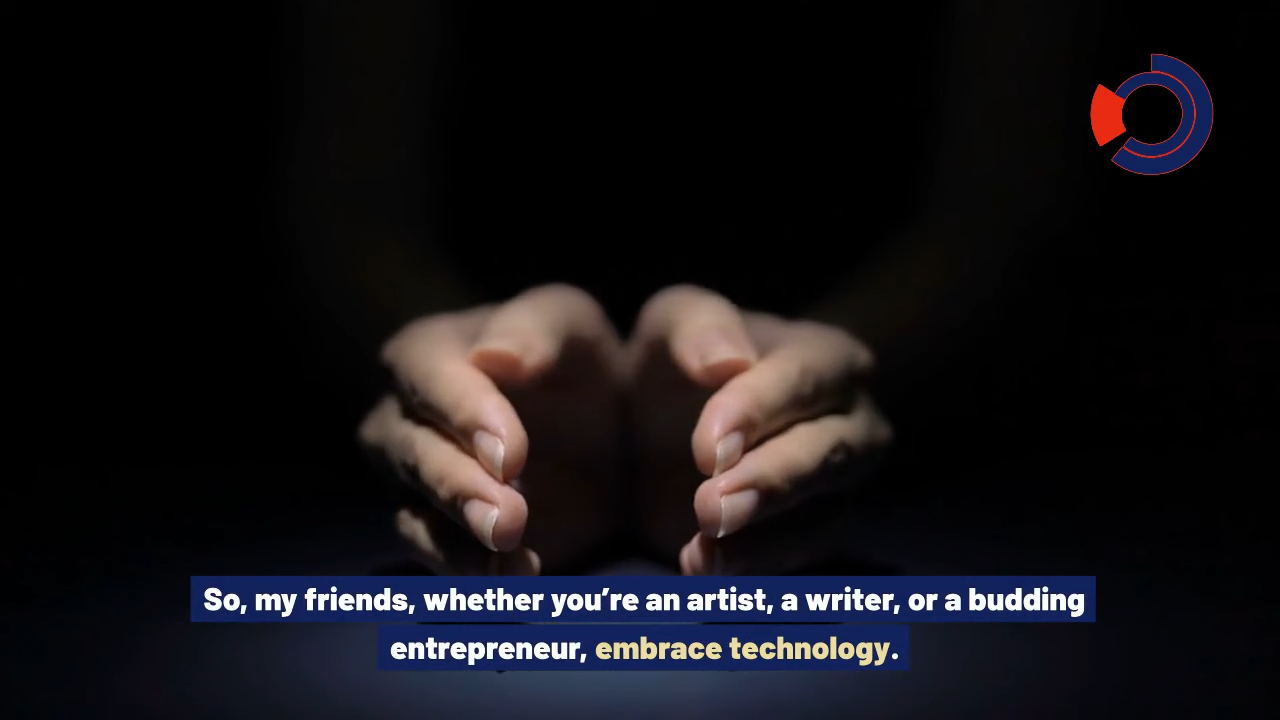 So, my friends, whether you’re an artist, a writer, or a budding
entrepreneur, embrace technology.